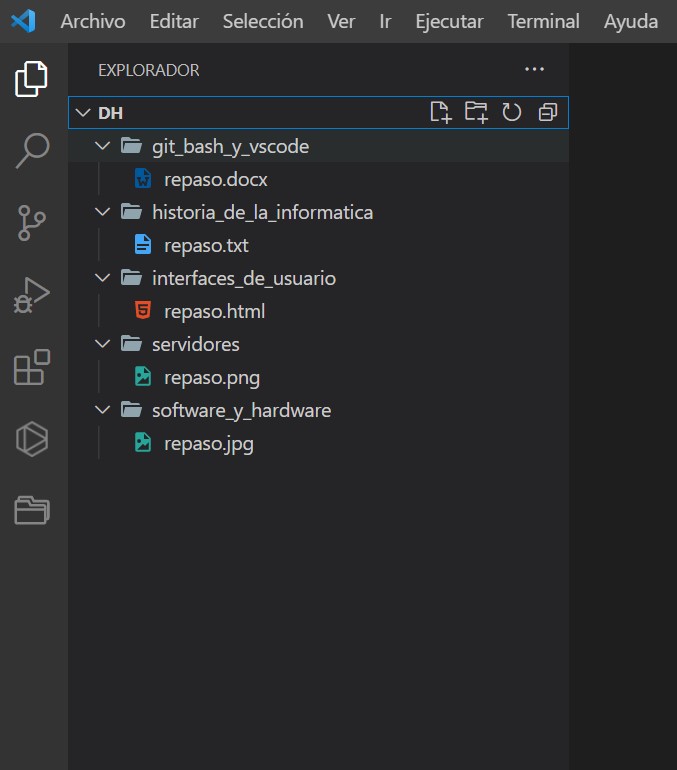 Archivo Editar Selección Ver Ir Ejecutar Terminal Ayuda
EXPLORADOR
DH
git_bash_y_vscode
repaso.docx
historia_de_la_informatica
repaso.txt
interfaces_de_usuario
repaso.html
servidores
repaso.png
software_y_hardware
repaso.jpg